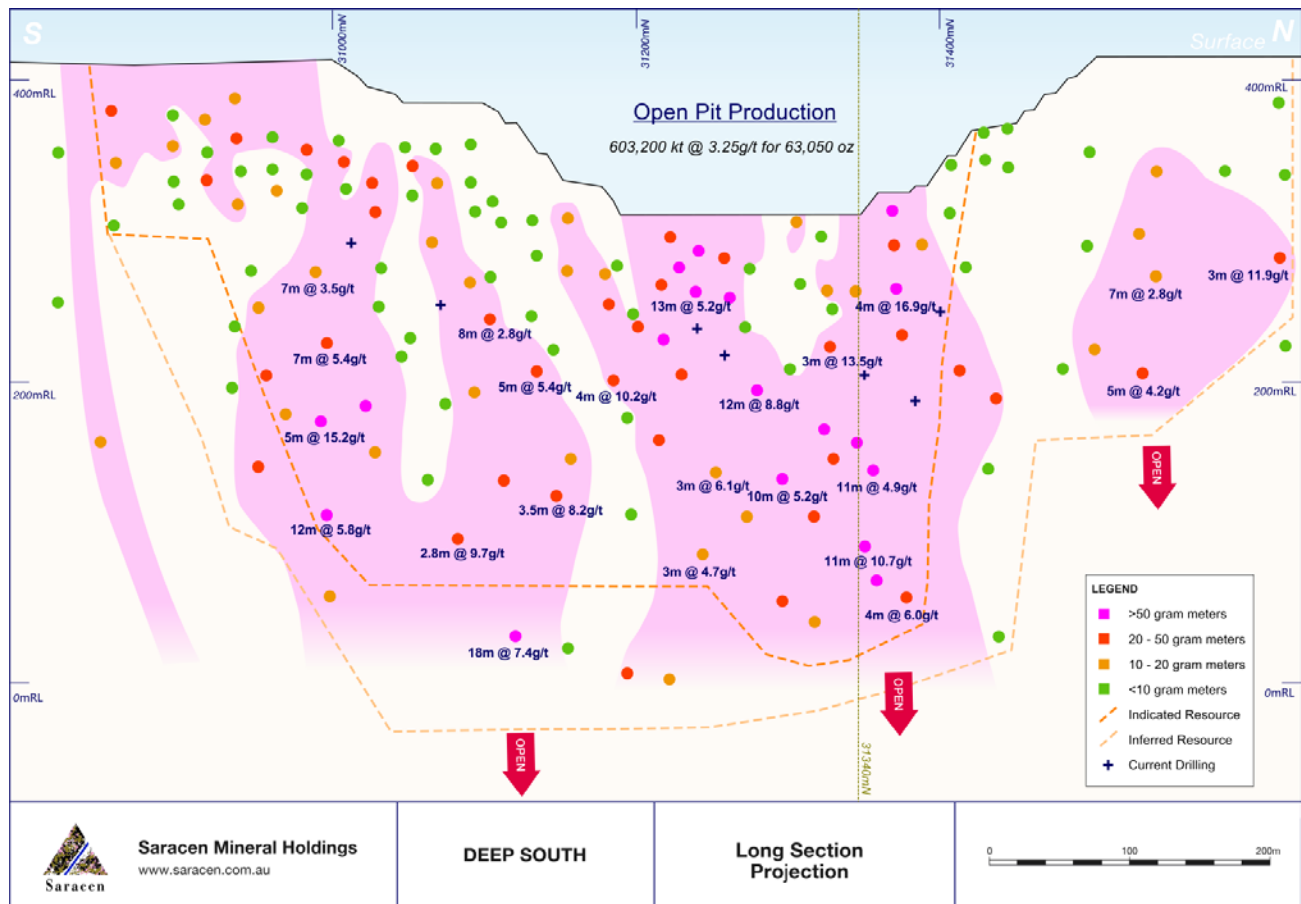 S
31000mN
31200mN
31400mN
Surface N
400mRL
400mRL
Open Pit Production
603,200 kt @ 3.25g/t for 63,050 oz
7m @ 3.5g/t
13m @ 5.2g/t
4m @ 16.9g/t
7m @ 2.8g/t
3m @ 11.9g/t
8m @ 2.8g/t
7m @ 5.4g/t
3m @ 13.5g/t
5m @ 5.4g/t
4m @ 10.2g/t
12m @ 8.8g/t
5m @ 4.2g/t
200mRL
200mRL
5m @ 15.2g/t
3m @ 6.1g/t
10m @ 5.2g/t
11m @ 4.9g/t
OPEN
3.5m @ 8.2g/t
12m @ 5.8g/t
2.8m @ 9.7g/t
3m @ 4.7g/t
11m @ 10.7g/t
4m @ 6.0g/t
18m @ 7.4g/t
LEGEND
>50 gram meters
20 - 50 gram meters
10 - 20 gram meters
<10 gram meters
Indicated Resource
Inferred Resource
Current Drilling
0mRL
0mRL
OPEN
OPEN
31340mN
Saracen
Saracen Mineral Holdings
www.saracen.com.au
DEEP SOUTH
Long Section
Projection
0
100
200m